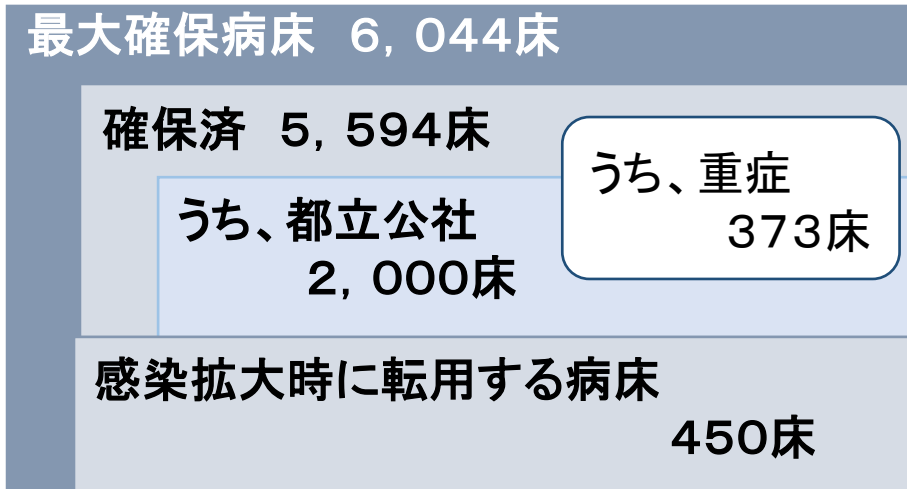 最大確保病床　６，０４４床
確保済　５，５９４床
うち、重症
３７３床
うち、都立公社
２，０００床
感染拡大時に転用する病床
４５０床